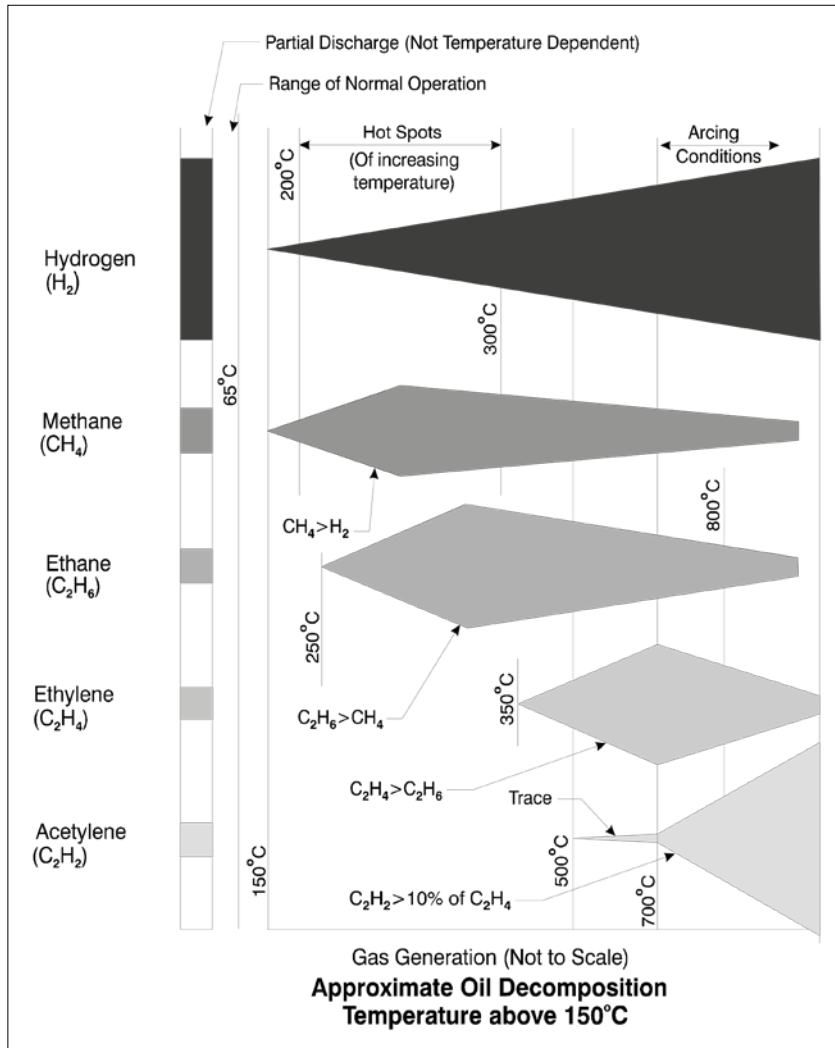 Partial Discharge (Not Temperature Dependent)
Range of Normal Operation
Hot Spots
(Of increasing
temperature)
Arcing
Conditions
200°C
Hydrogen
(H₂)
300°C
65°C
Methane
(CH₄)
CH₄>H₂
800°C
Ethane
(C₂H₆)
250°C
C₂H₆>CH₄
Ethylene
(C₂H₄)
350°C
C₂H₄>C₂H₆
Trace
Acetylene
(C₂H₂)
150°C
500°C
700°C
C₂H₂>10% of C₂H₄
Gas Generation (Not to Scale)
Approximate Oil Decomposition
Temperature above 150°C